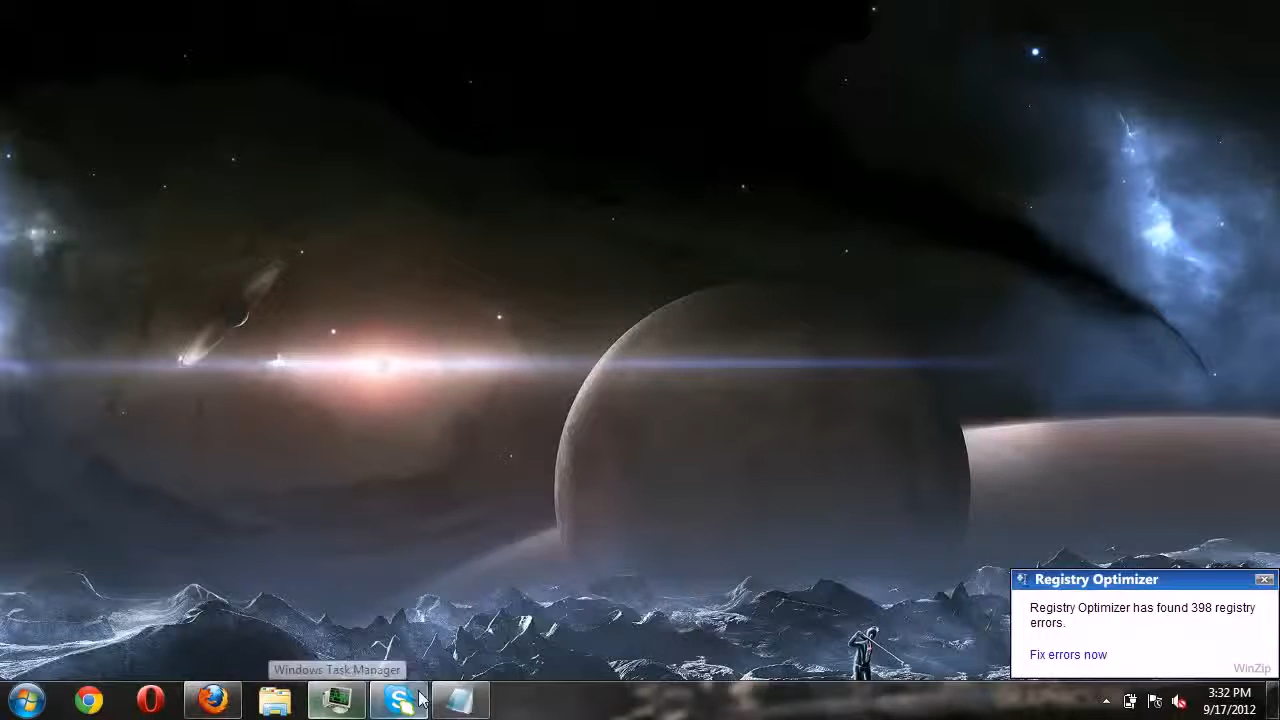 Registry Optimizer
Registry Optimizer has found 398 registry
errors.
Fix errors now
WinZip
Windows Task Manager
3:32 PM
9/17/2012